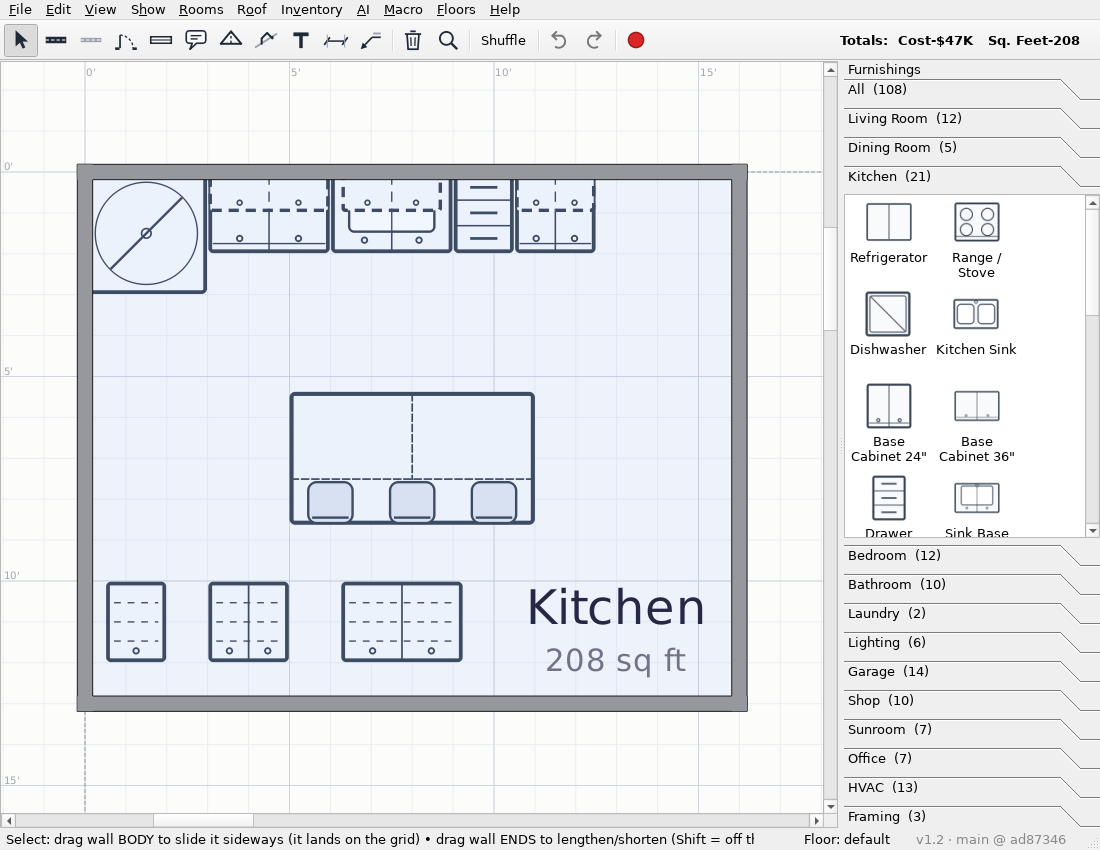 File Edit View Show Rooms Roof Inventory AI Macro Floors Help
Shuffle
Totals: Cost-$47K Sq. Feet-208
0' 5' 10' 15'
0'
5'
10'
15'
Kitchen
208 sq ft
Furnishings
All (108)
Living Room (12)
Dining Room (5)
Kitchen (21)
Refrigerator
Range /
Stove
Dishwasher
Kitchen Sink
Base
Cabinet 24"
Base
Cabinet 36"
Drawer
Sink Base
Bedroom (12)
Bathroom (10)
Laundry (2)
Lighting (6)
Garage (14)
Shop (10)
Sunroom (7)
Office (7)
HVAC (13)
Framing (3)
Select: drag wall BODY to slide it sideways (it lands on the grid) • drag wall ENDS to lengthen/shorten (Shift = off tl
Floor: default
v1.2 · main @ ad87346